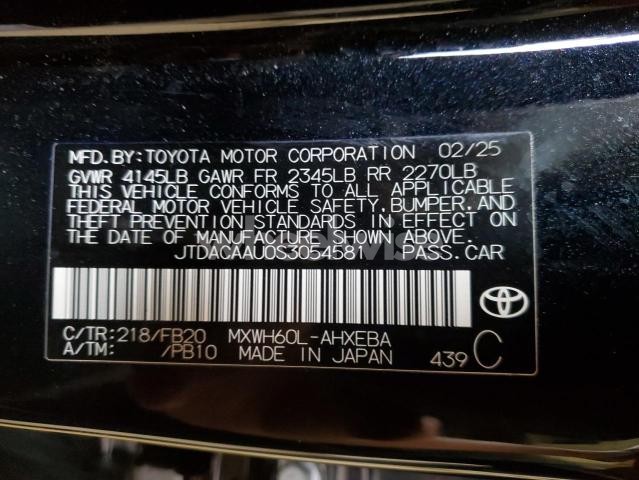 MFD.BY:TOYOTA MOTOR CORPORATION 02/25
GVWR 4145LB GAWR FR 2345LB RR 2270LB
THIS VEHICLE CONFORMS TO ALL APPLICABLE
FEDERAL MOTOR VEHICLE SAFETY,BUMPER,AND
THEFT PREVENTION STANDARDS IN EFFECT ON
THE DATE OF MANUFACTURE SHOWN ABOVE.
JTDACAAU0S3054581 PASS.CAR
C/TR:218/FB20 MXWH60L-AHXEBA
A/TM: /PB10 MADE IN JAPAN 439 C